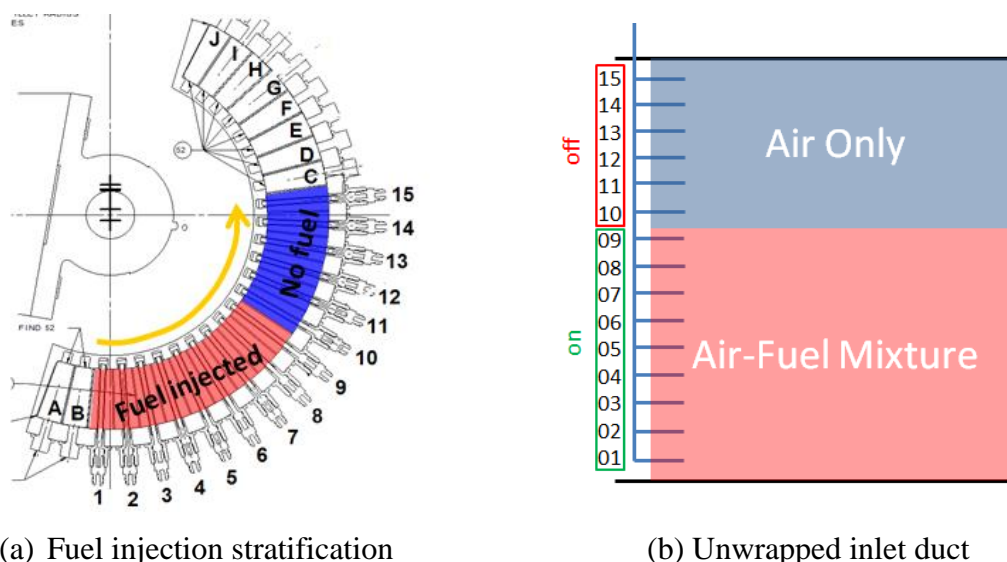 ES
J
I
H
G
F
E
D
C
52
15
14
13
12
11
10
9
8
7
6
5
4
3
2
1
No fuel
Fuel injected
FIND 52
A
B
off
on
15
14
13
12
11
10
09
08
07
06
05
04
03
02
01
Air Only
Air-Fuel Mixture
(a) Fuel injection stratification
(b) Unwrapped inlet duct